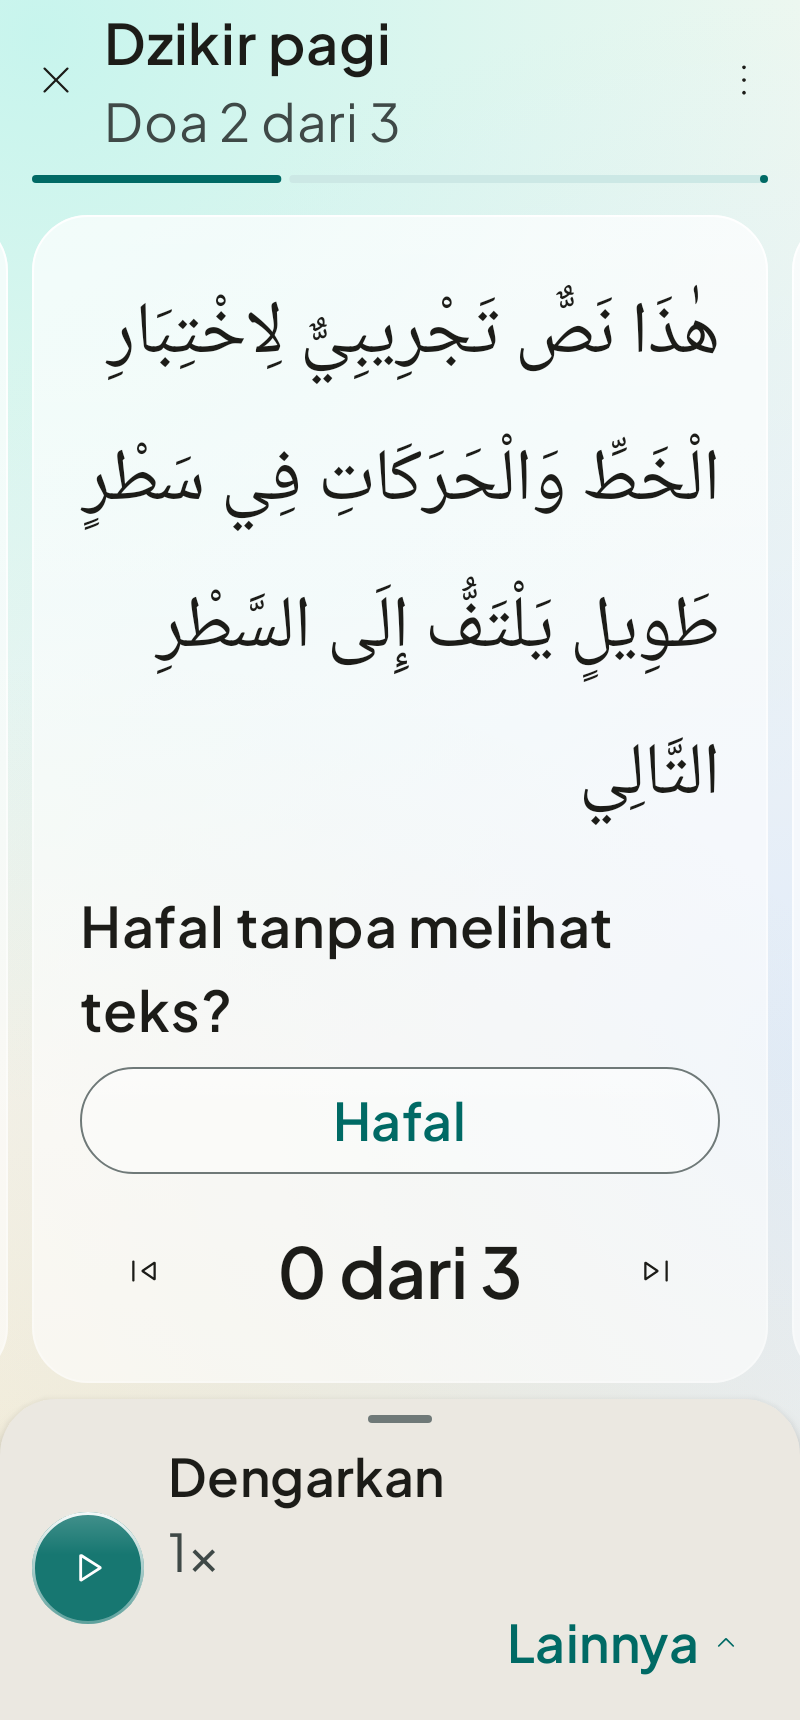 Dzikir pagi
Doa 2 dari 3
هٰذَا نَصٌّ تَجْرِيبِيٌّ لِاخْتِبَارِ
الْخَطِّ وَالْحَرَكَاتِ فِي سَطْرٍ
طَوِيلٍ يَلْتَفُّ إِلَى السَّطْرِ
التَّالِي
Hafal tanpa melihat
teks?
Hafal
0 dari 3
Dengarkan
1×
Lainnya